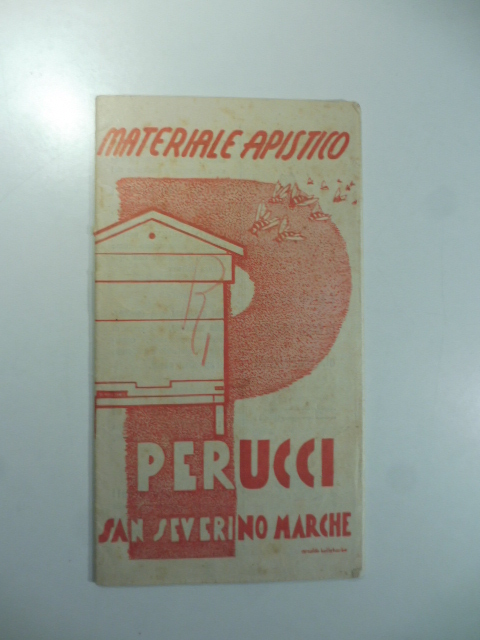 MATERIALE APISTICO
PERUCCI
SAN SEVERINO MARCHE